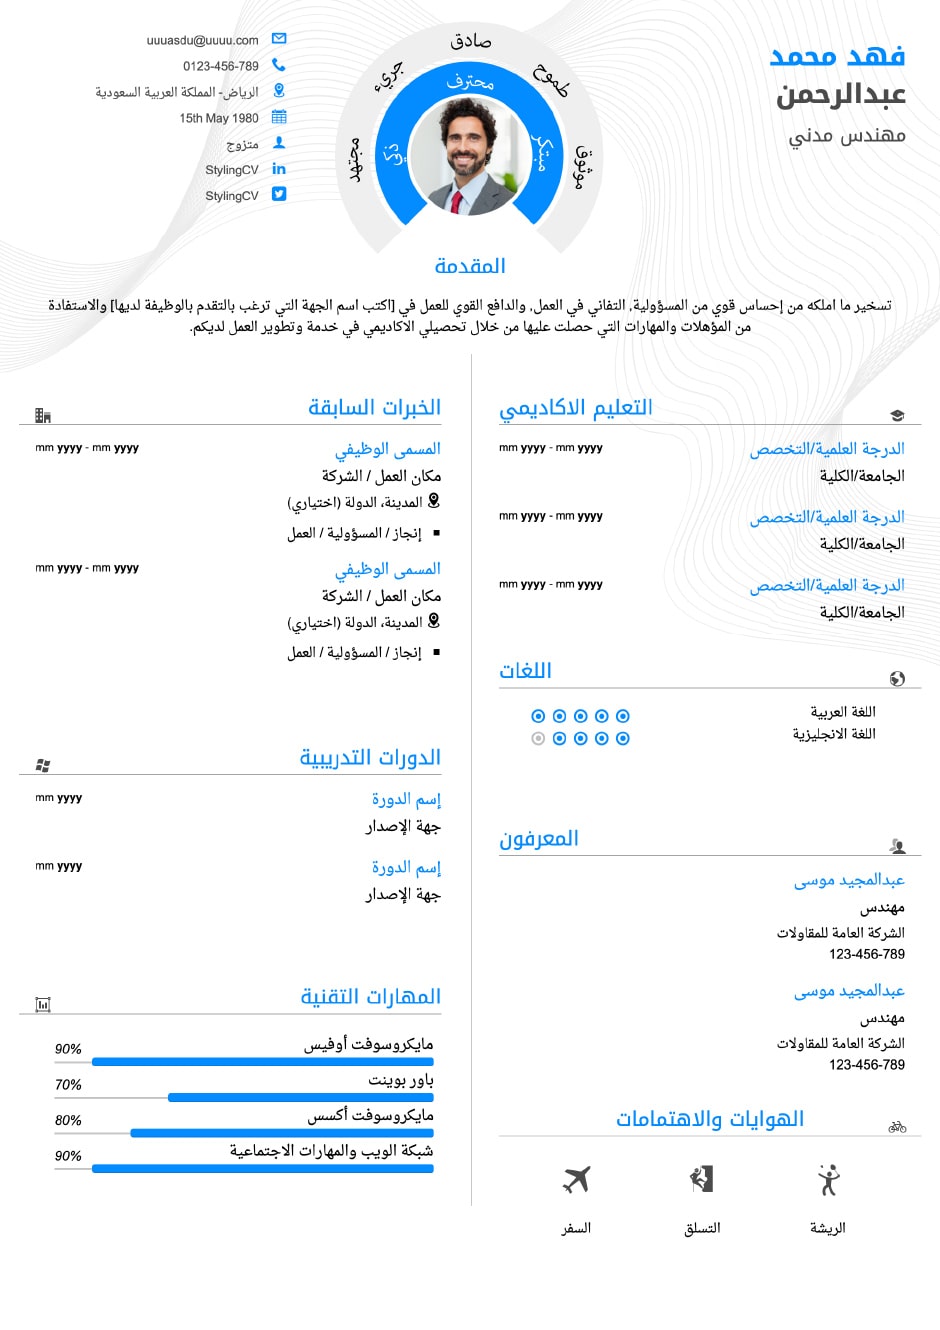 فهد محمد
عبدالرحمن
مهندس مدني
صادق
جريء
طموح
مجتهد
موثوق
محترف
ذكي
مبتكر
uuuasdu@uuuu.com
0123-456-789
الرياض- المملكة العربية السعودية
15th May 1980
متزوج
StylingCV
StylingCV
المقدمة
تسخير ما املكه من إحساس قوي من المسؤولية, التفاني في العمل, والدافع القوي للعمل في [اكتب اسم الجهة التي ترغب بالتقدم بالوظيفة لديها] والاستفادة
من المؤهلات والمهارات التي حصلت عليها من خلال تحصيلي الاكاديمي في خدمة وتطوير العمل لديكم.
التعليم الاكاديمي
الدرجة العلمية/التخصص mm yyyy - mm yyyy
الجامعة/الكلية
الدرجة العلمية/التخصص mm yyyy - mm yyyy
الجامعة/الكلية
الدرجة العلمية/التخصص mm yyyy - mm yyyy
الجامعة/الكلية
اللغات
اللغة العربية
اللغة الانجليزية
المعرفون
عبدالمجيد موسى
مهندس
الشركة العامة للمقاولات
123-456-789
عبدالمجيد موسى
مهندس
الشركة العامة للمقاولات
123-456-789
الهوايات والاهتمامات
الريشة التسلق السفر
الخبرات السابقة
المسمى الوظيفي mm yyyy - mm yyyy
مكان العمل / الشركة
المدينة، الدولة (اختياري)
▪ إنجاز / المسؤولية / العمل
المسمى الوظيفي mm yyyy - mm yyyy
مكان العمل / الشركة
المدينة، الدولة (اختياري)
▪ إنجاز / المسؤولية / العمل
الدورات التدريبية
إسم الدورة mm yyyy
جهة الإصدار
إسم الدورة mm yyyy
جهة الإصدار
المهارات التقنية
مايكروسوفت أوفيس 90%
باور بوينت 70%
مايكروسوفت أكسس 80%
شبكة الويب والمهارات الاجتماعية 90%